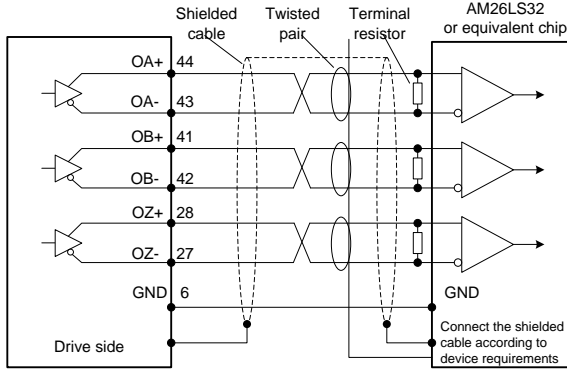 Shielded
cable
Twisted
pair
Terminal
resistor
AM26LS32
or equivalent chip
OA+ 44
OA- 43
OB+ 41
OB- 42
OZ+ 28
OZ- 27
GND 6
GND
Drive side
Connect the shielded
cable according to
device requirements